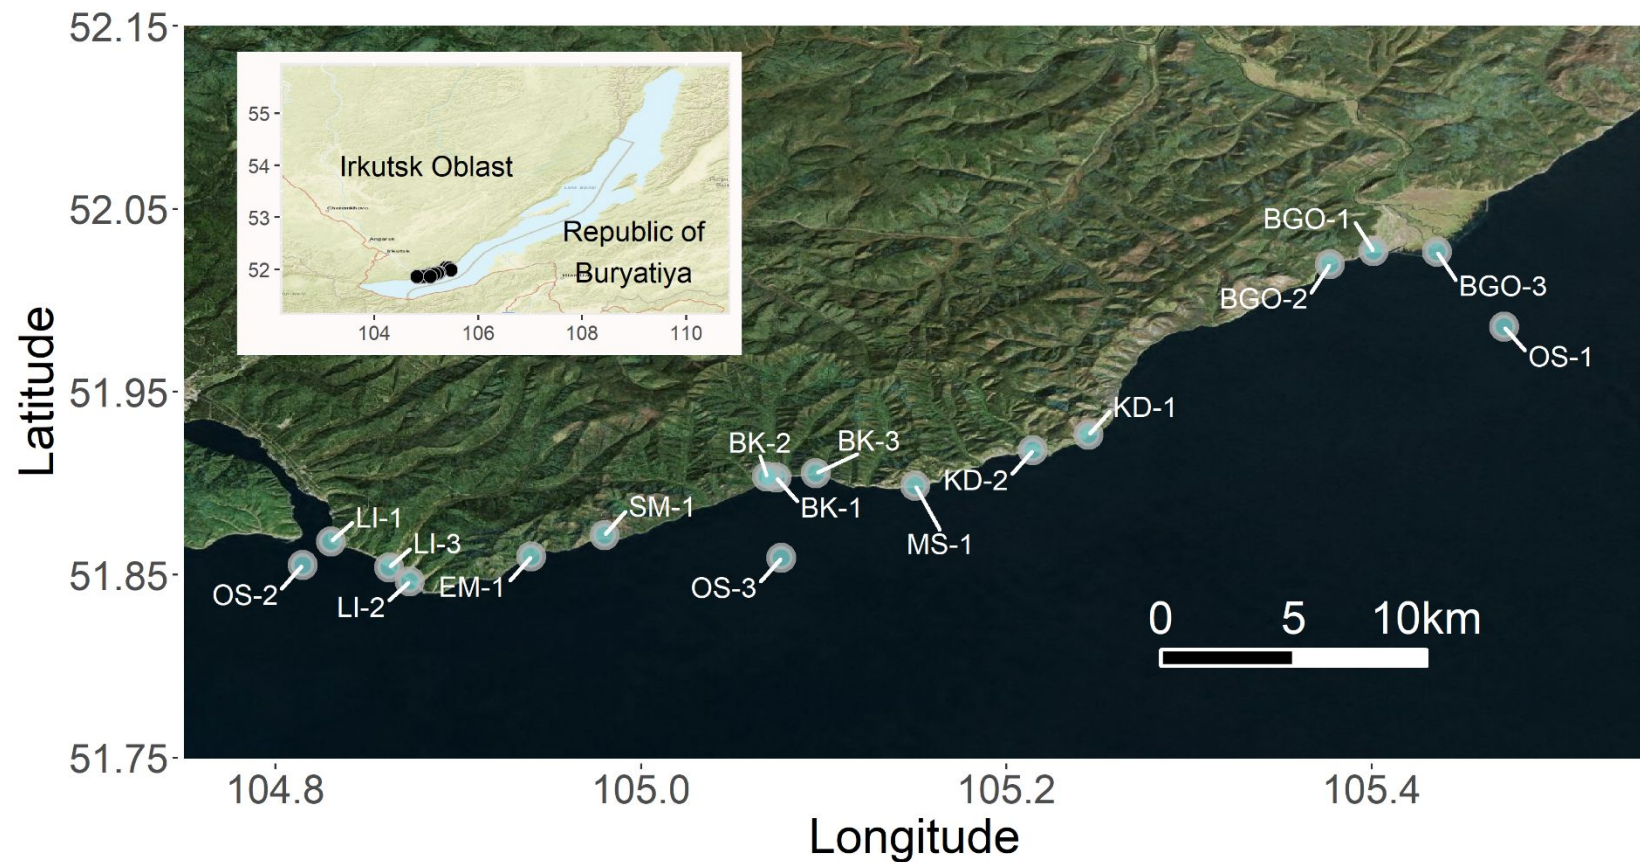 52.15
52.05
51.95
51.85
51.75
Latitude
55
54
53
52
Irkutsk Oblast
Republic of
Buryatiya
Angarsk
Irkutsk
104
106
108
110
BGO-1
BGO-2
BGO-3
OS-1
KD-1
BK-2
BK-3
KD-2
BK-1
SM-1
MS-1
LI-1
LI-3
EM-1
OS-3
OS-2
LI-2
0
5
10km
104.8
105.0
105.2
105.4
Longitude